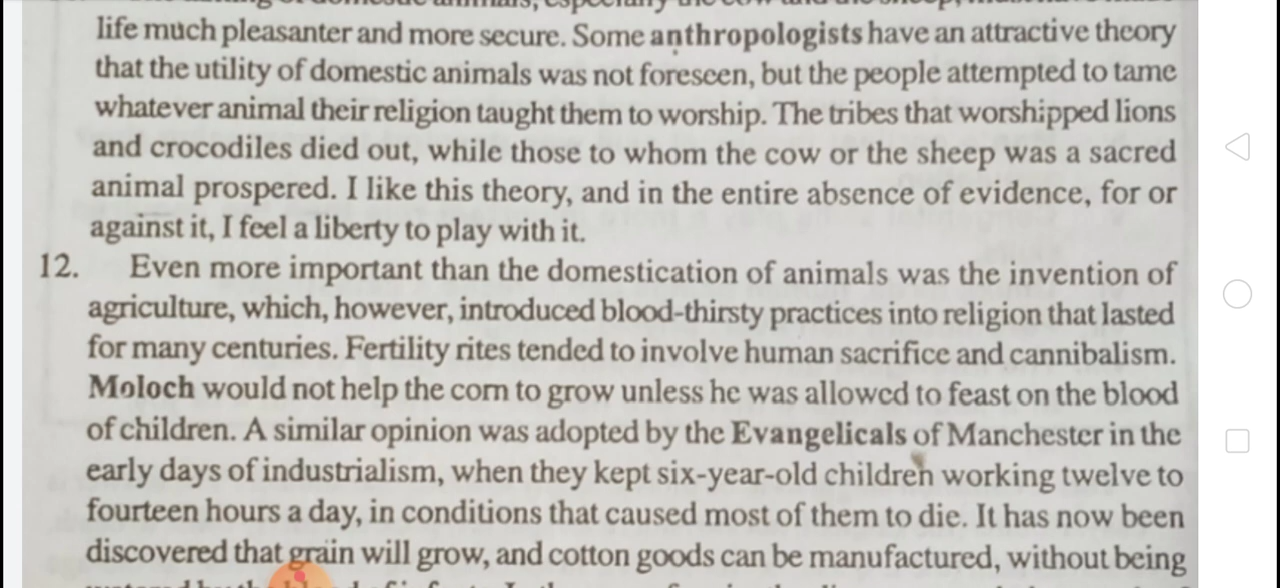 life much pleasanter and more secure. Some anthropologists have an attractive theory
that the utility of domestic animals was not foreseen, but the people attempted to tame
whatever animal their religion taught them to worship. The tribes that worshipped lions
and crocodiles died out, while those to whom the cow or the sheep was a sacred
animal prospered. I like this theory, and in the entire absence of evidence, for or
against it, I feel a liberty to play with it.
12. Even more important than the domestication of animals was the invention of
agriculture, which, however, introduced blood-thirsty practices into religion that lasted
for many centuries. Fertility rites tended to involve human sacrifice and cannibalism.
Moloch would not help the corn to grow unless he was allowed to feast on the blood
of children. A similar opinion was adopted by the Evangelicals of Manchester in the
early days of industrialism, when they kept six-year-old children working twelve to
fourteen hours a day, in conditions that caused most of them to die. It has now been
discovered that grain will grow, and cotton goods can be manufactured, without being